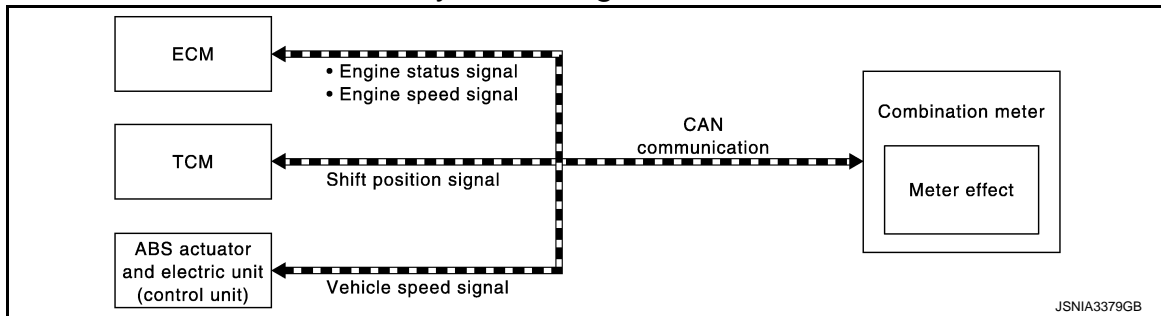 ECM
• Engine status signal
• Engine speed signal
TCM
Shift position signal
ABS actuator
and electric unit
(control unit)
Vehicle speed signal
CAN
communication
Combination meter
Meter effect
JSNIA3379GB